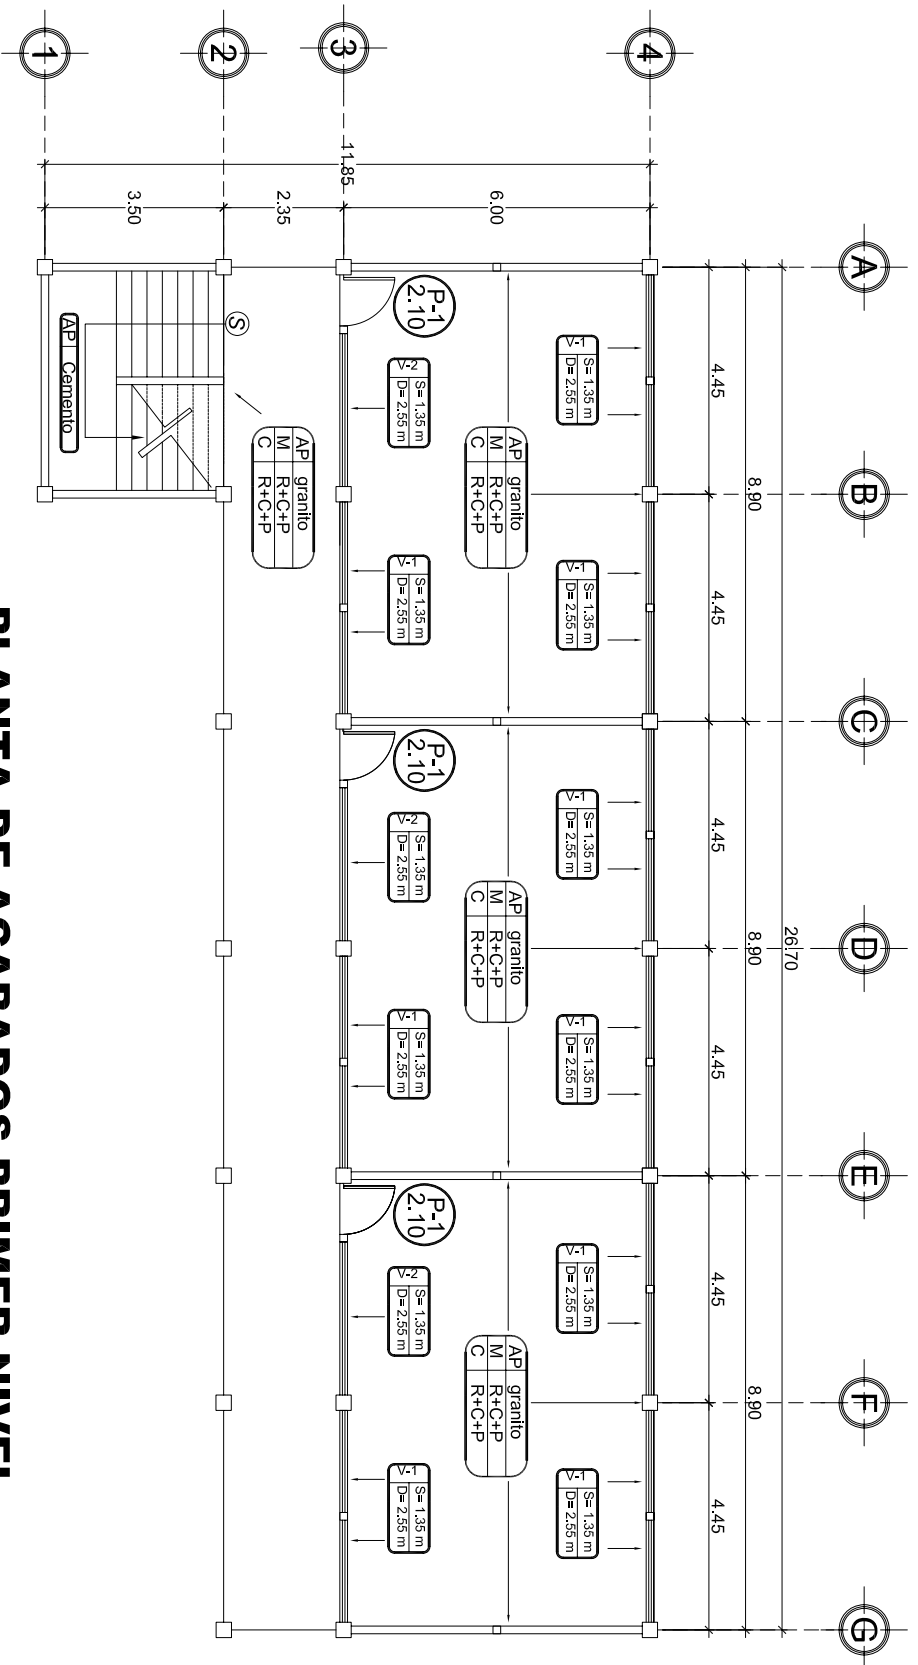 A
B
C
D
E
F
G
26.70
8.90
8.90
8.90
4.45
4.45
4.45
4.45
4.45
4.45
4
3
2
1
11.85
6.00
2.35
3.50
V-1 S= 1.35 m
D= 2.55 m
V-1 S= 1.35 m
D= 2.55 m
V-1 S= 1.35 m
D= 2.55 m
V-1 S= 1.35 m
D= 2.55 m
V-1 S= 1.35 m
D= 2.55 m
V-1 S= 1.35 m
D= 2.55 m
AP granito
M R+C+P
C R+C+P
AP granito
M R+C+P
C R+C+P
AP granito
M R+C+P
C R+C+P
P-1
2.10
P-1
2.10
P-1
2.10
V-2 S= 1.35 m
D= 2.55 m
V-1 S= 1.35 m
D= 2.55 m
V-2 S= 1.35 m
D= 2.55 m
V-1 S= 1.35 m
D= 2.55 m
V-2 S= 1.35 m
D= 2.55 m
V-1 S= 1.35 m
D= 2.55 m
AP granito
M R+C+P
C R+C+P
S
AP Cemento
PLANTA DE ACABADOS PRIMER NIVEL